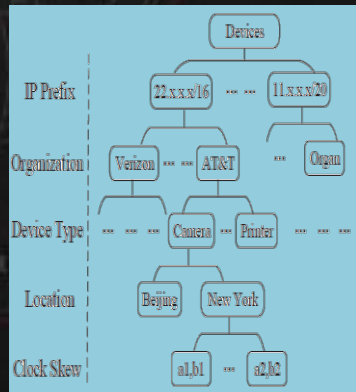 Devices
IP Prefix 22.x.x.x/16 ... ... 11.x.x.x/20
Organization Verizon ... ... AT&T ... Organ
Device Type ... ... ... Camera ... Printer ... ... ...
Location Beijing New York
Clock Skew a1,b1 ... a2,b2